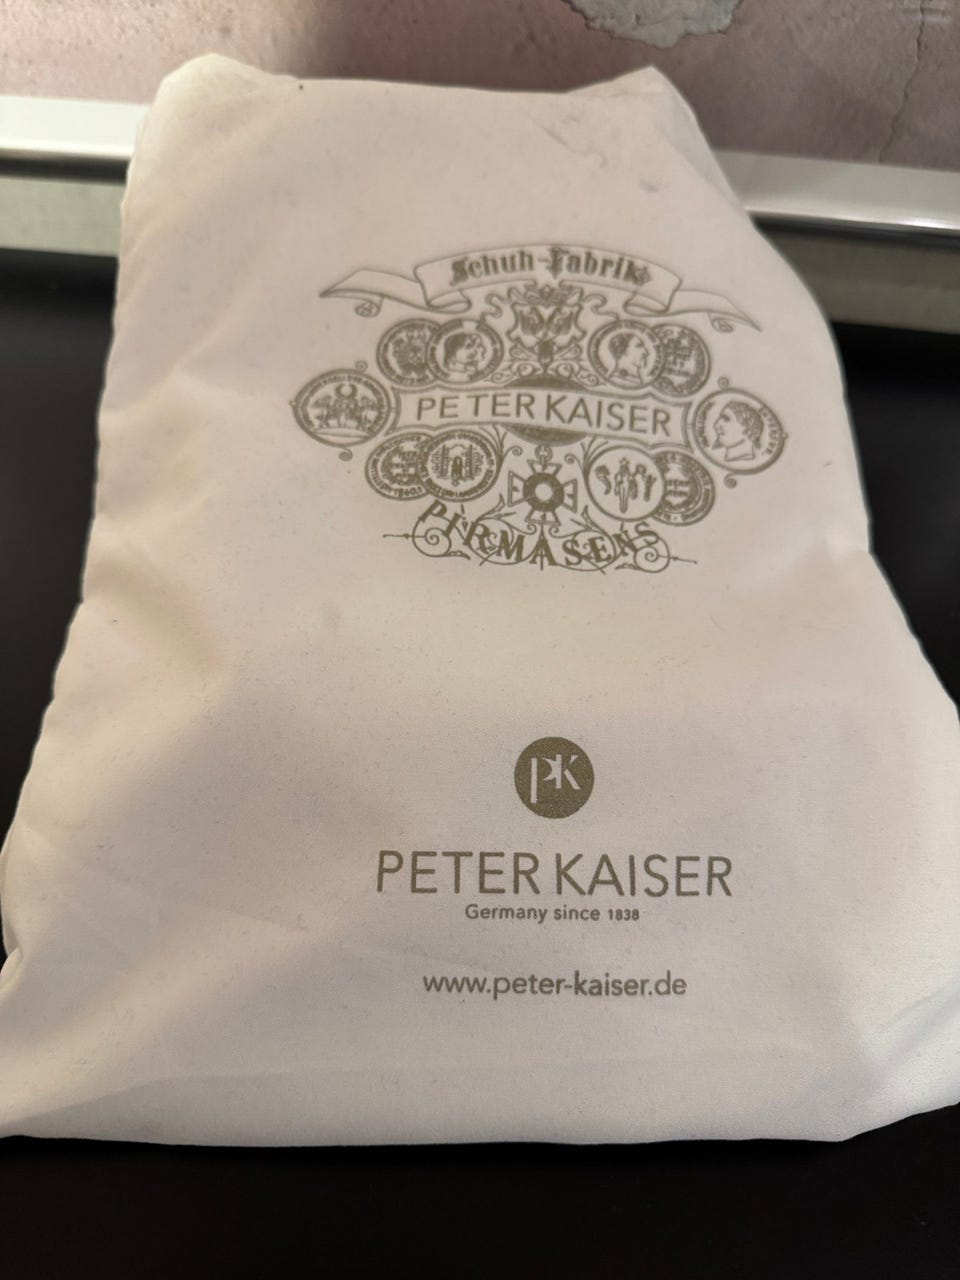 Schuh-Fabrik
PETER KAISER
PIRMASENS
PK
PETER KAISER
Germany since 1838
www.peter-kaiser.de